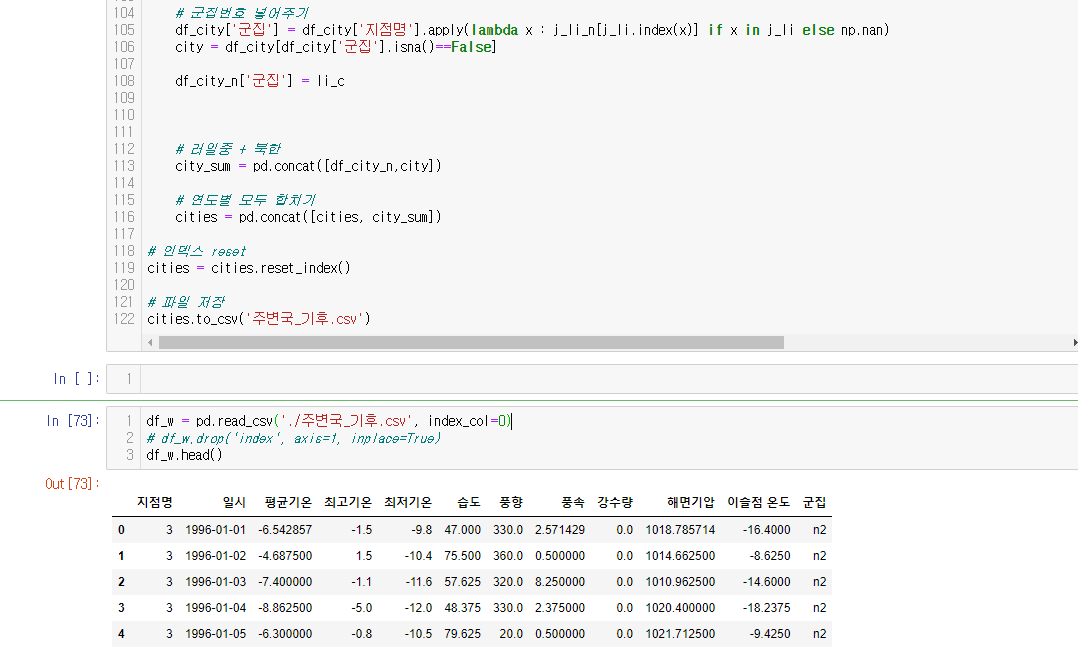 104 # 군집번호 넣어주기
105 df_city['군집'] = df_city['지점명'].apply(lambda x : j_li_n[j_li.index(x)] if x in j_li else np.nan)
106 city = df_city[df_city['군집'].isna()==False]
107
108 df_city_n['군집'] = li_c
109
110
111
112 # 러일중 + 북한
113 city_sum = pd.concat([df_city_n,city])
114
115 # 연도별 모두 합치기
116 cities = pd.concat([cities, city_sum])
117
118 # 인덱스 reset
119 cities = cities.reset_index()
120
121 # 파일 저장
122 cities.to_csv('주변국_기후.csv')
In [ ]: 1
In [73]: 1 df_w = pd.read_csv('./주변국_기후.csv', index_col=0)
2 # df_w.drop('index', axis=1, inplace=True)
3 df_w.head()
Out[73]:
지점명 일시 평균기온 최고기온 최저기온 습도 풍향 풍속 강수량 해면기압 이슬점 온도 군집
0 3 1996-01-01 -6.542857 -1.5 -9.8 47.000 330.0 2.571429 0.0 1018.785714 -16.4000 n2
1 3 1996-01-02 -4.687500 1.5 -10.4 75.500 360.0 0.500000 0.0 1014.662500 -8.6250 n2
2 3 1996-01-03 -7.400000 -1.1 -11.6 57.625 320.0 8.250000 0.0 1010.962500 -14.6000 n2
3 3 1996-01-04 -8.862500 -5.0 -12.0 48.375 330.0 2.375000 0.0 1020.400000 -18.2375 n2
4 3 1996-01-05 -6.300000 -0.8 -10.5 79.625 20.0 0.500000 0.0 1021.712500 -9.4250 n2